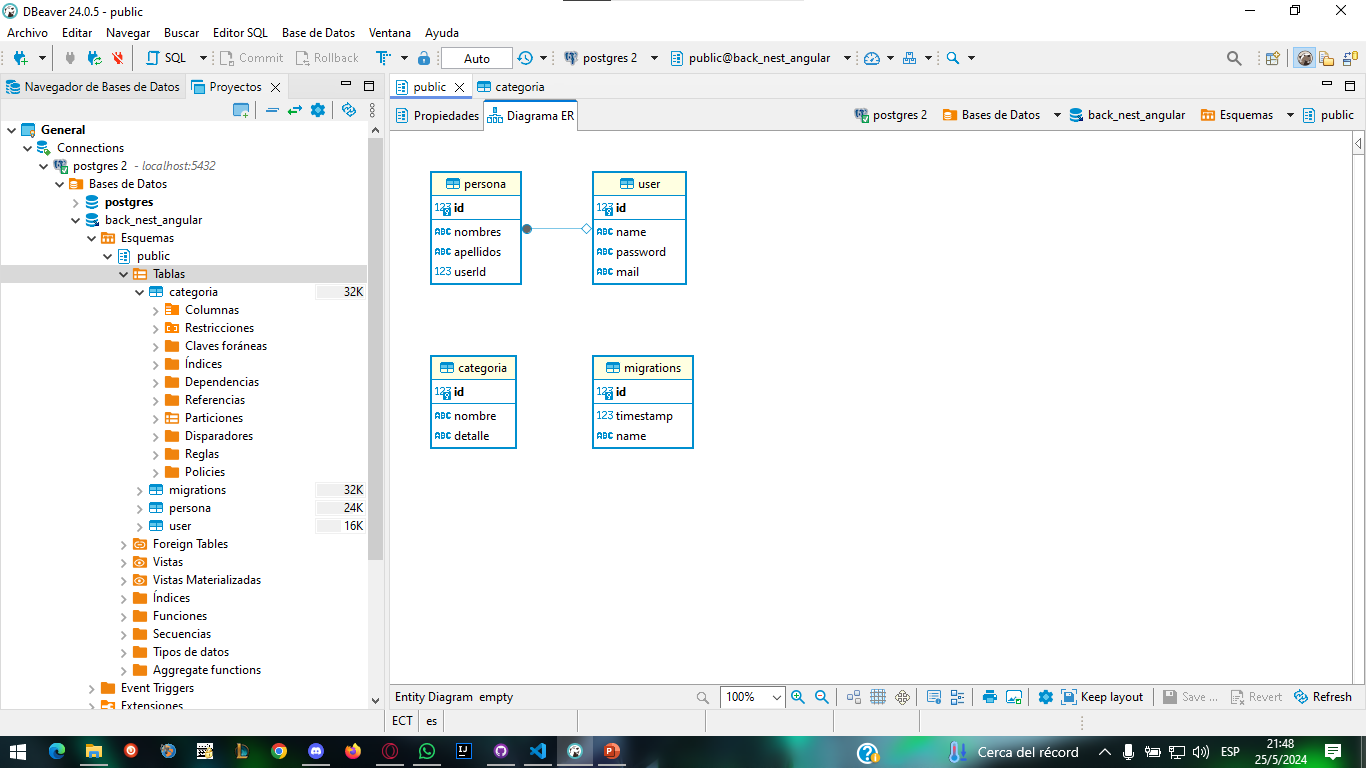 DBeaver 24.0.5 - public
Archivo Editar Navegar Buscar Editor SQL Base de Datos Ventana Ayuda
SQL Commit Rollback Auto postgres 2 public@back_nest_angular
Navegador de Bases de Datos Proyectos
public categoria
Propiedades Diagrama ER postgres 2 Bases de Datos back_nest_angular Esquemas public
General
Connections
postgres 2 - localhost:5432
Bases de Datos
postgres
back_nest_angular
Esquemas
public
Tablas
categoria 32K
Columnas
Restricciones
Claves foráneas
Índices
Dependencias
Referencias
Particiones
Disparadores
Reglas
Policies
migrations 32K
persona 24K
user 16K
Foreign Tables
Vistas
Vistas Materializadas
Índices
Funciones
Secuencias
Tipos de datos
Aggregate functions
Event Triggers
Extensiones
persona
123 id
ABC nombres
ABC apellidos
123 userId
user
123 id
ABC name
ABC password
ABC mail
categoria
123 id
ABC nombre
ABC detalle
migrations
123 id
123 timestamp
ABC name
Entity Diagram empty 100% Keep layout Save ... Revert Refresh
ECT es
Cerca del récord ESP 21:48
25/5/2024